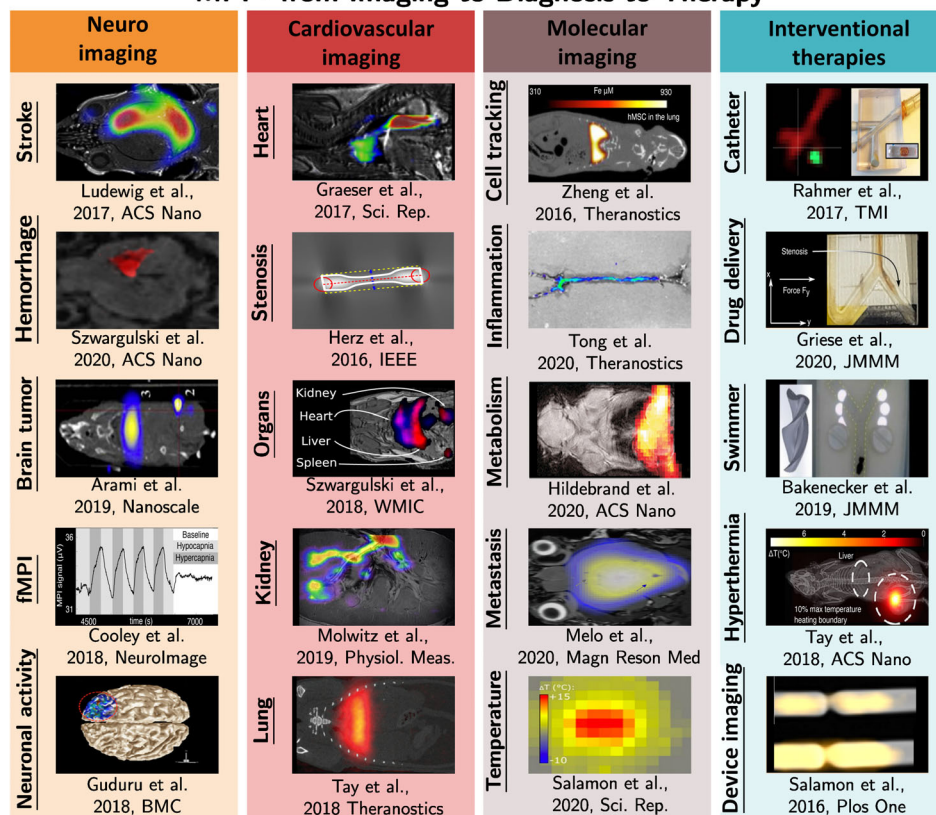 MPI - from Imaging to Diagnosis to Therapy
Neuro
imaging
Stroke
Ludewig et al.,
2017, ACS Nano
Hemorrhage
Szwargulski et al.
2020, ACS Nano
Brain tumor
3
2
Arami et al.
2019, Nanoscale
fMPI
MPI signal (µV)
36
31
Baseline
Hypocapnia
Hypercapnia
4500
time (s)
7000
Cooley et al.
2018, NeuroImage
Neuronal activity
Guduru et al.
2018, BMC
Cardiovascular
imaging
Heart
Graeser et al.,
2017, Sci. Rep.
Stenosis
Herz et al.,
2016, IEEE
Organs
Kidney
Heart
Liver
Spleen
Szwargulski et al.,
2018, WMIC
Kidney
Molwitz et al.,
2019, Physiol. Meas.
Lung
Tay et al.,
2018 Theranostics
Molecular
imaging
Cell tracking
310
Fe µM
930
hMSC in the lung
Zheng et al.
2016, Theranostics
Inflammation
Tong et al.
2020, Theranostics
Metabolism
Hildebrand et al.
2020, ACS Nano
Metastasis
Melo et al.,
2020, Magn Reson Med
Temperature
ΔT (°C):
+15
-10
Salamon et al.,
2020, Sci. Rep.
Interventional
therapies
Catheter
Rahmer et al.,
2017, TMI
Drug delivery
Stenosis
x
Force Fy
y
Griese et al.,
2020, JMMM
Swimmer
Bakenecker et al.
2019, JMMM
Hyperthermia
6
4
2
0
ΔT(°C)
Liver
10% max temperature
heating boundary
Tay et al.,
2018, ACS Nano
Device imaging
Salamon et al.,
2016, Plos One